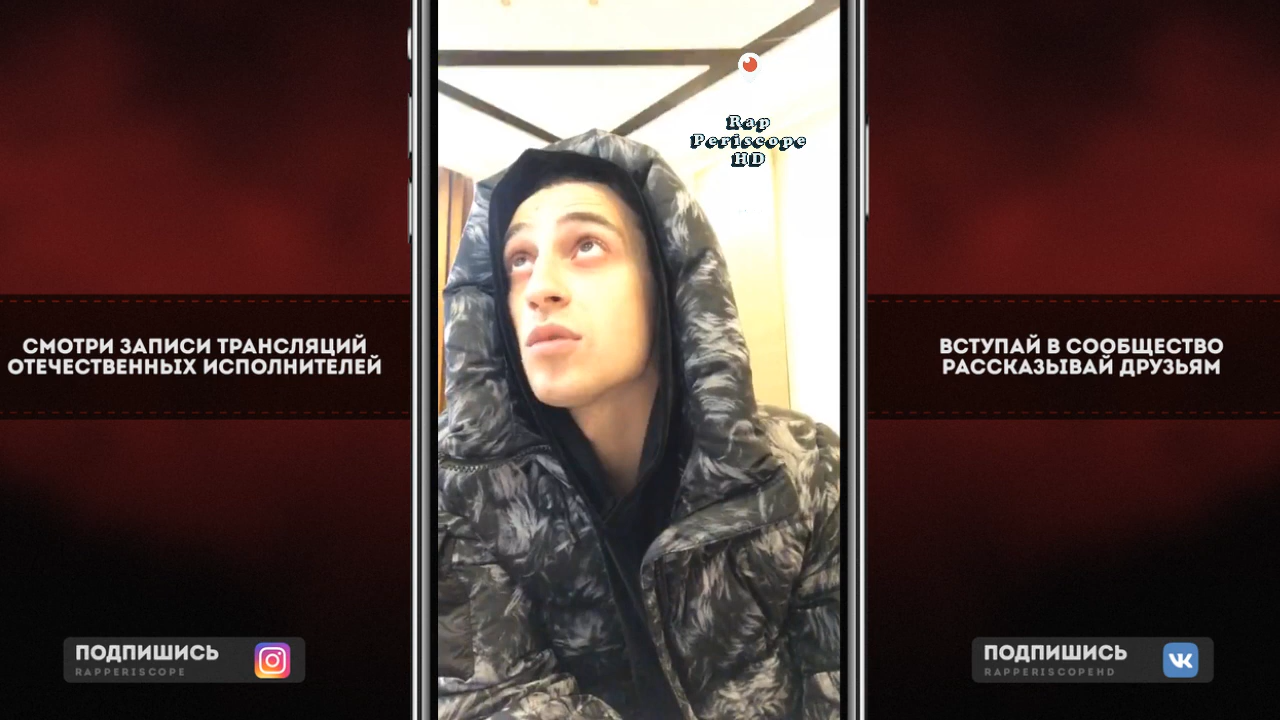 Rap
Periscope
HD
СМОТРИ ЗАПИСИ ТРАНСЛЯЦИЙ
ОТЕЧЕСТВЕННЫХ ИСПОЛНИТЕЛЕЙ
ВСТУПАЙ В СООБЩЕСТВО
РАССКАЗЫВАЙ ДРУЗЬЯМ
ПОДПИШИСЬ
RAPPERISCOPE
ПОДПИШИСЬ
RAPPERISCOPEHD